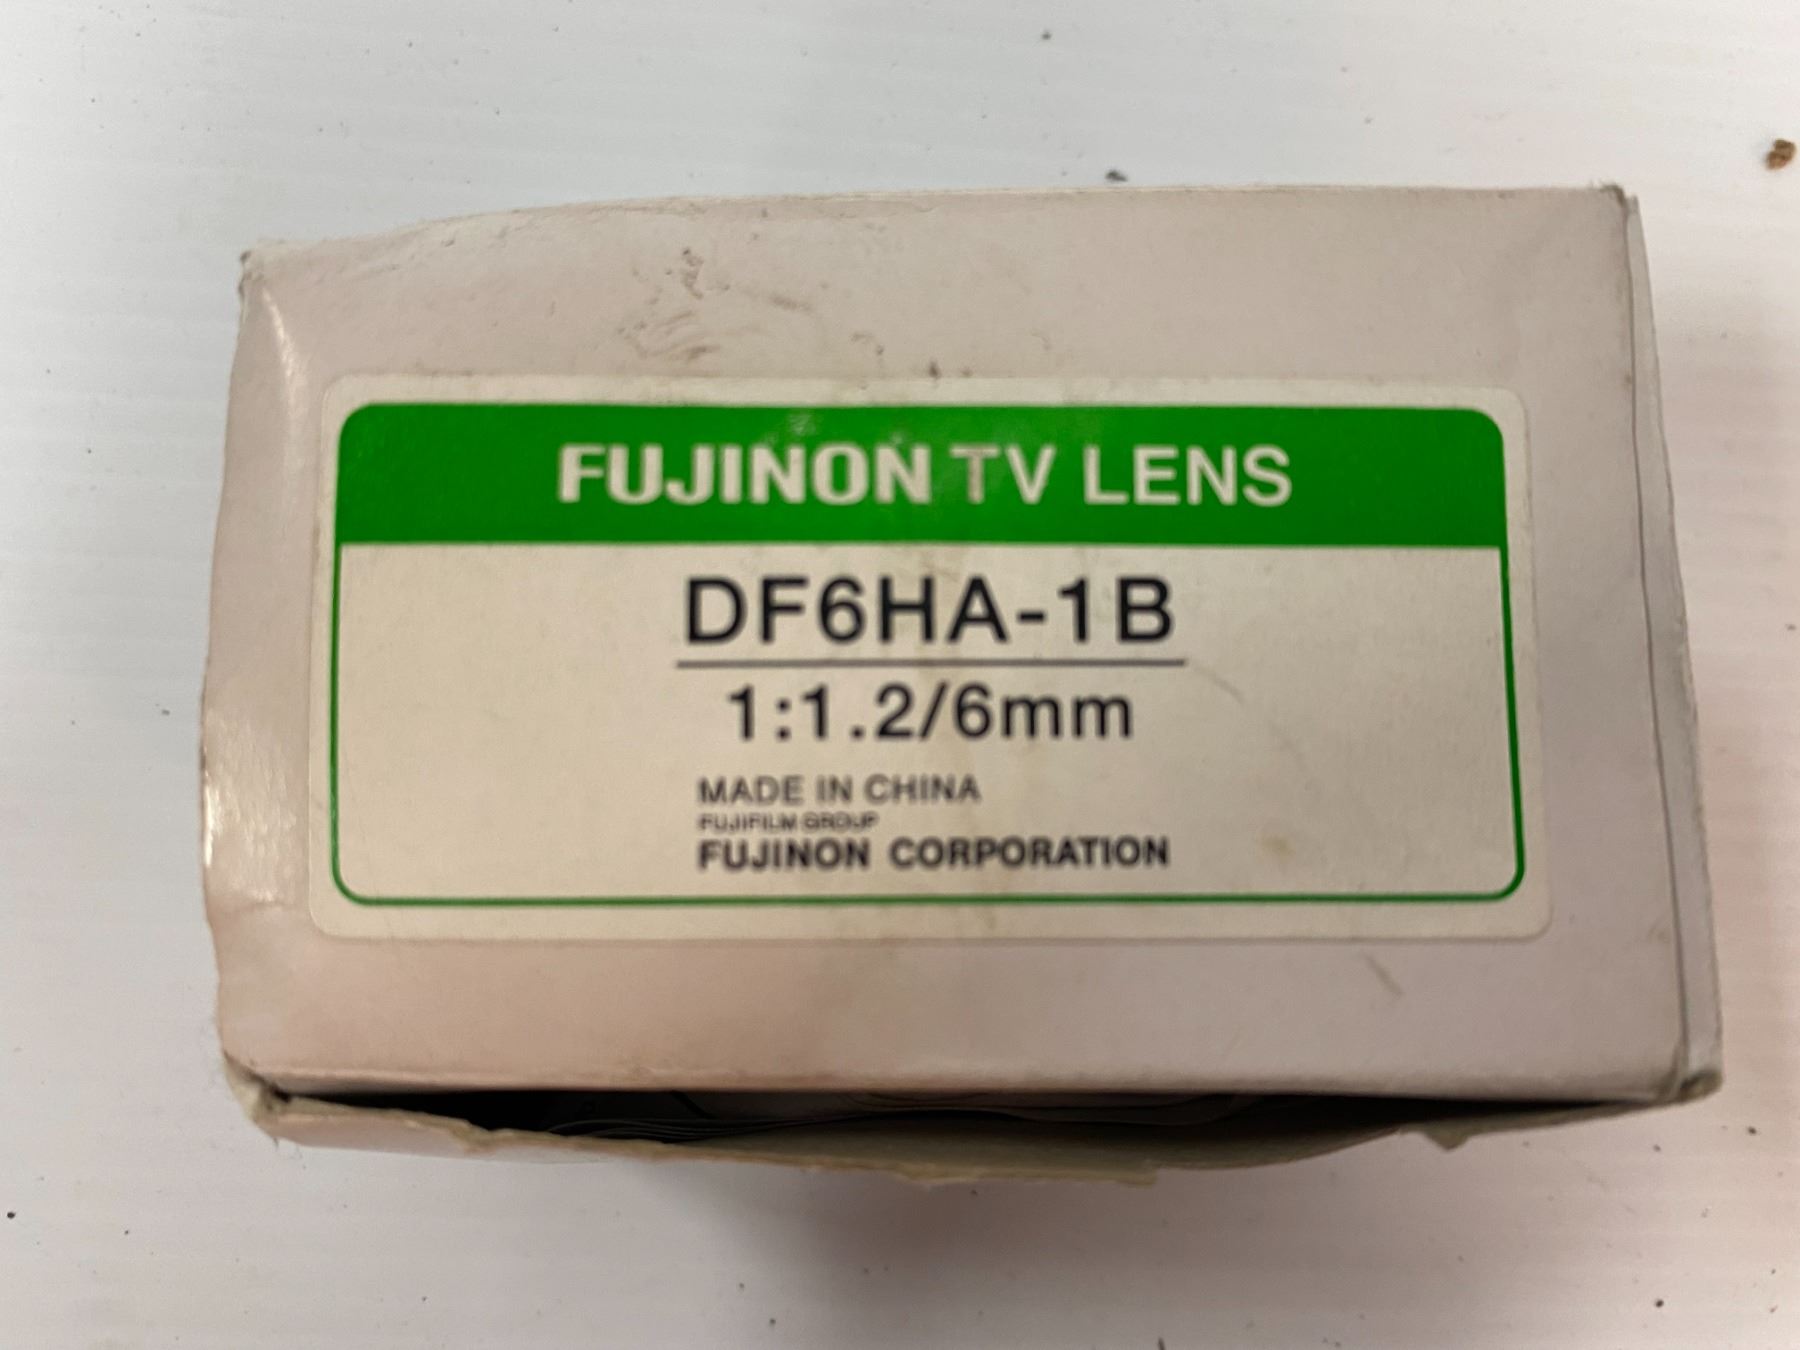 FUJINON TV LENS
DF6HA-1B
1:1.2/6mm
MADE IN CHINA
FUJIFILM GROUP
FUJINON CORPORATION